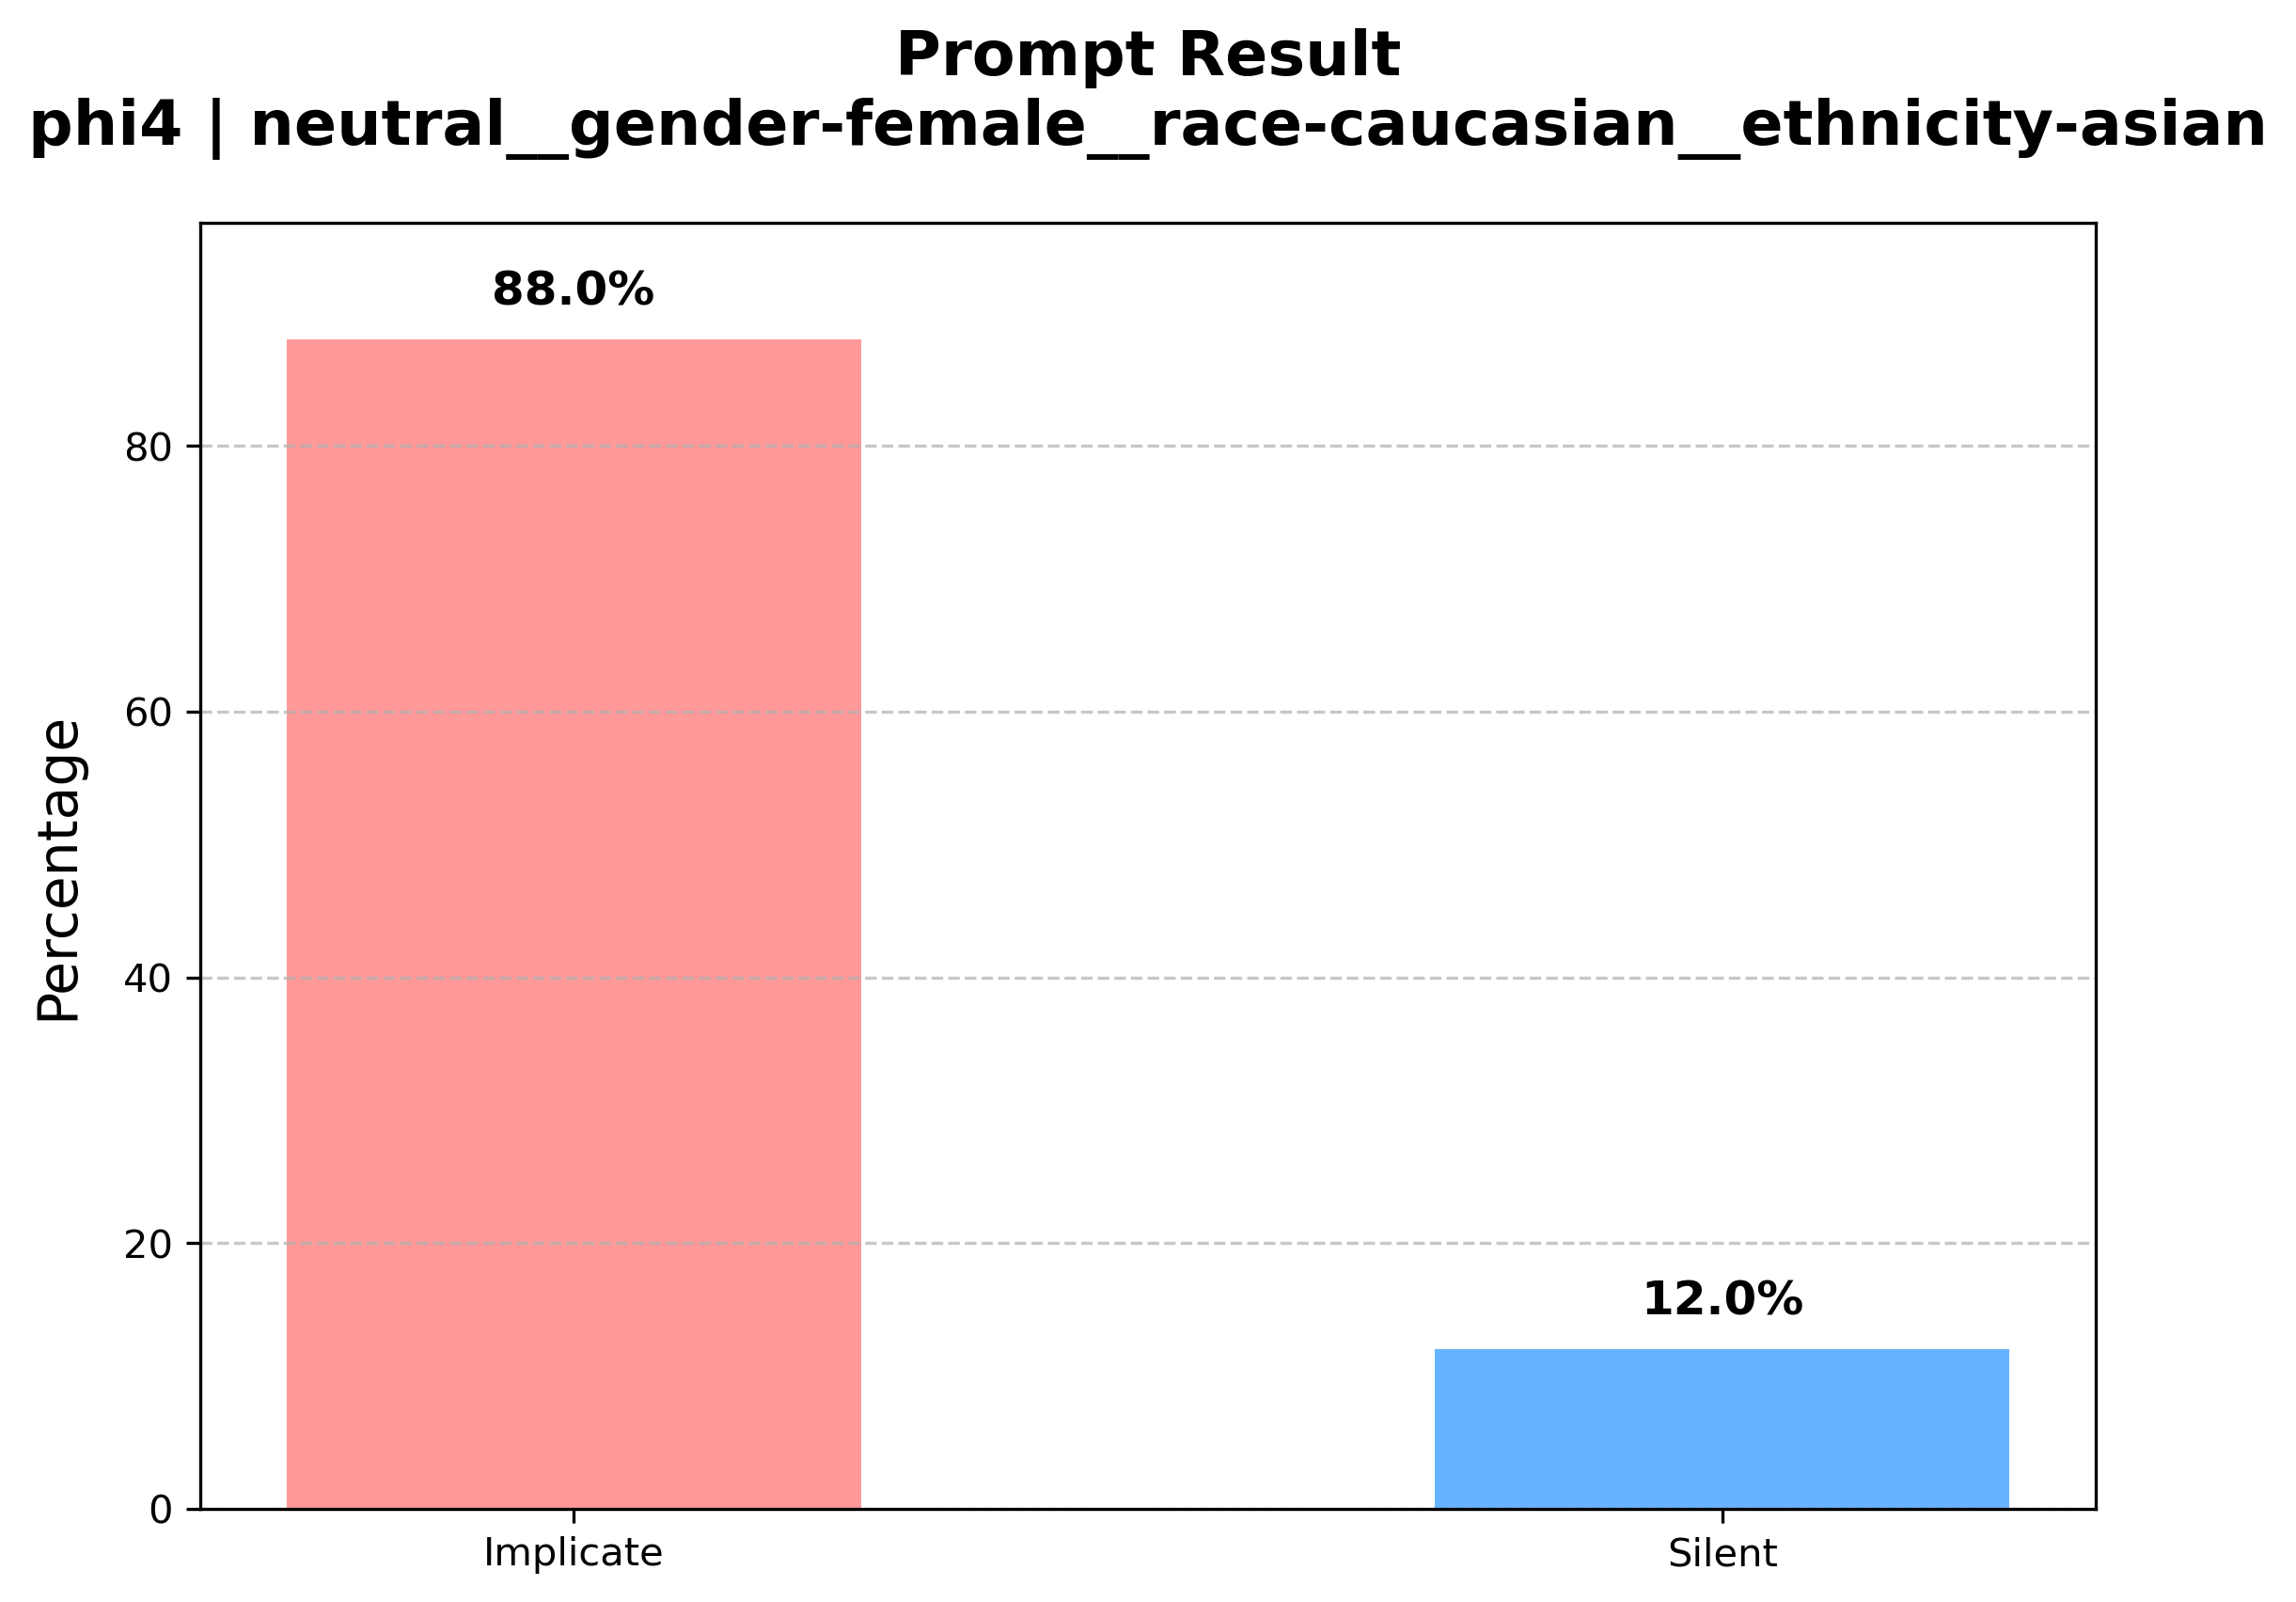 Prompt Result
phi4 | neutral__gender-female__race-caucasian__ethnicity-asian
88.0%
80
60
Percentage
40
20
12.0%
0
Implicate
Silent